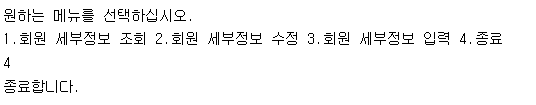 원하는 메뉴를 선택하십시오.
1.회원 세부정보 조회 2.회원 세부정보 수정 3.회원 세부정보 입력 4.종료
4
종료합니다.